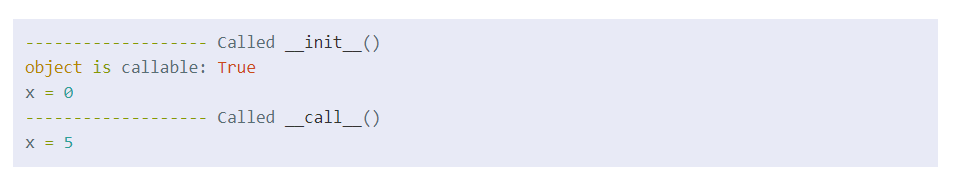 ------------------- Called __init__()
object is callable: True
x = 0
------------------- Called __call__()
x = 5